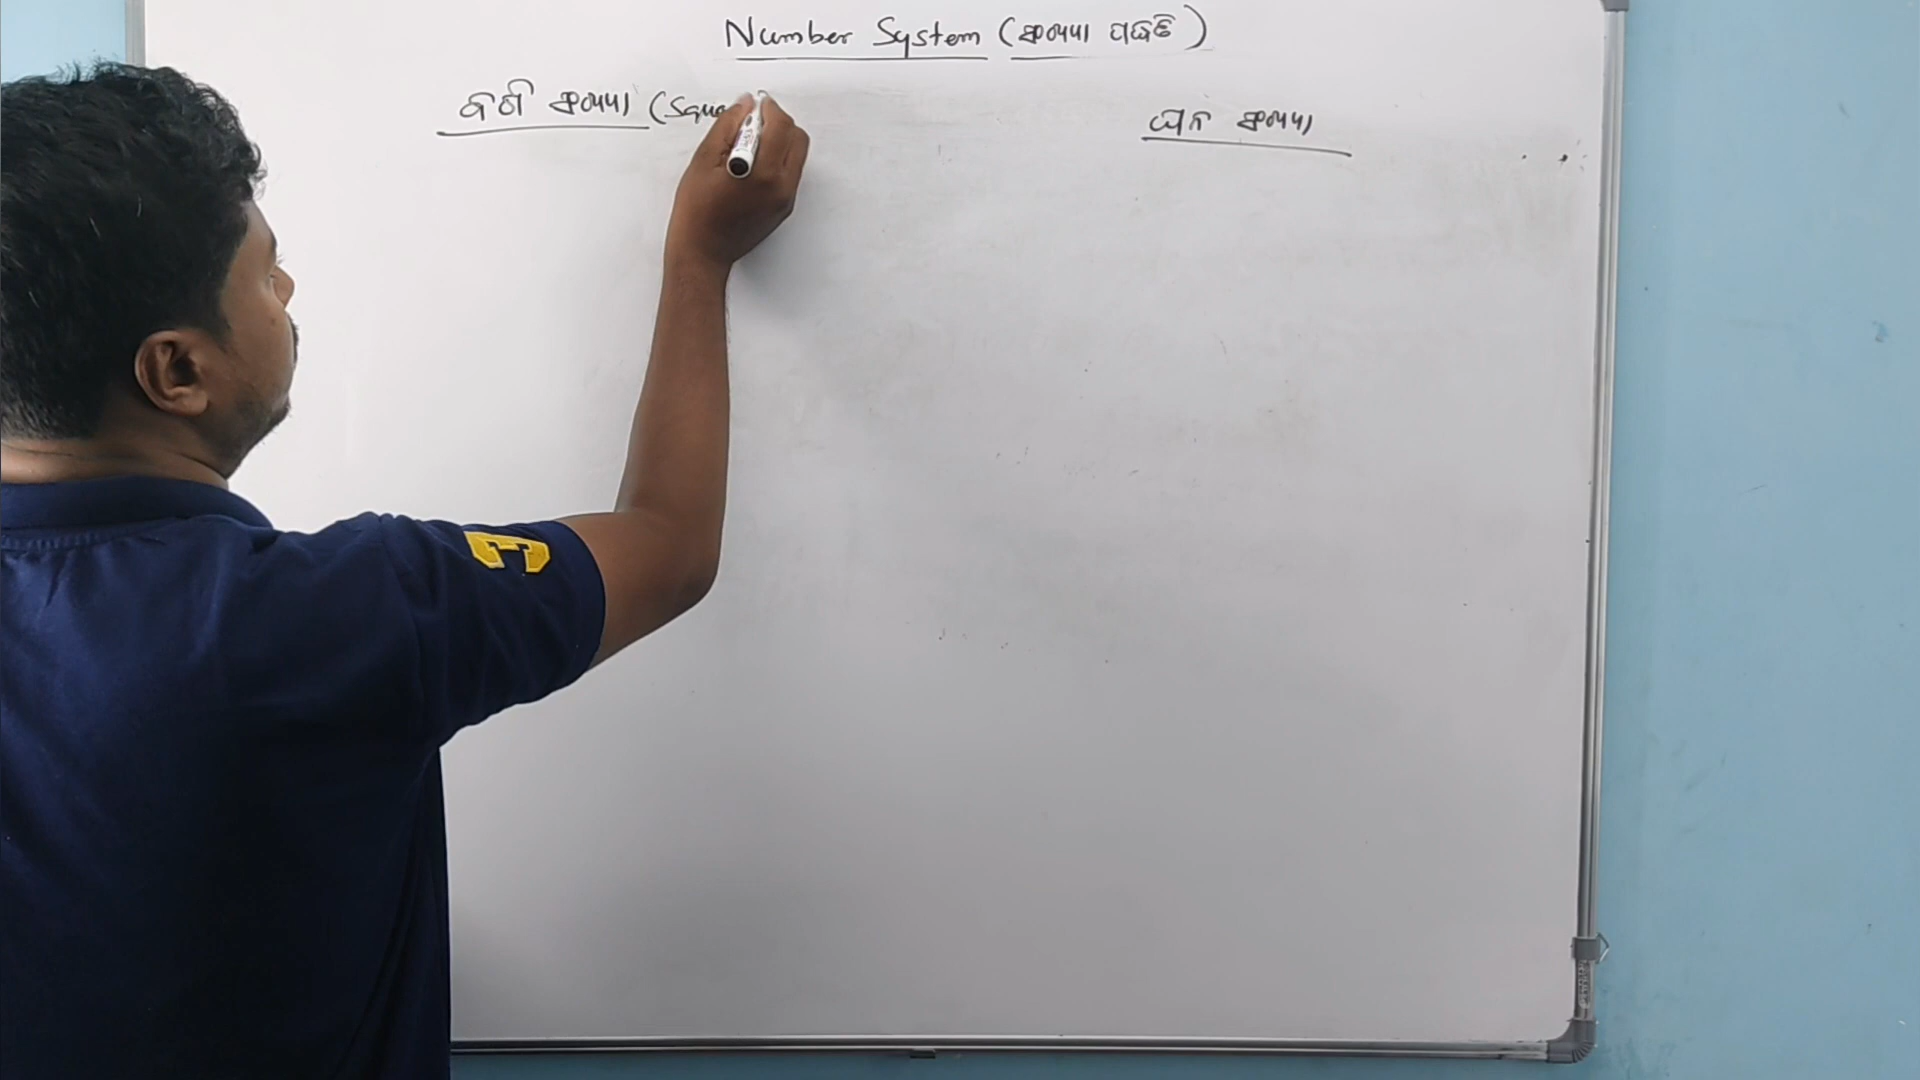 Number System (ସଂଖ୍ୟା ପଦ୍ଧତି)
ବର୍ଗ ସଂଖ୍ୟା (Squa
ଘନ ସଂଖ୍ୟା